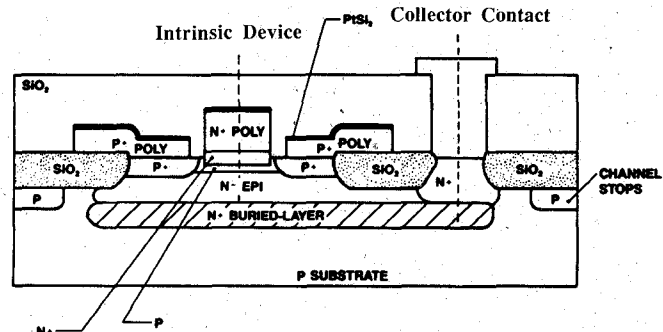 Intrinsic Device
PtSi₂
Collector Contact
SiO₂
N+ POLY
P+
POLY
P+
POLY
SiO₂
P+
P+
SiO₂
N+
SiO₂
CHANNEL
STOPS
P
N- EPI
P
N+ BURIED-LAYER
P SUBSTRATE
N+
P